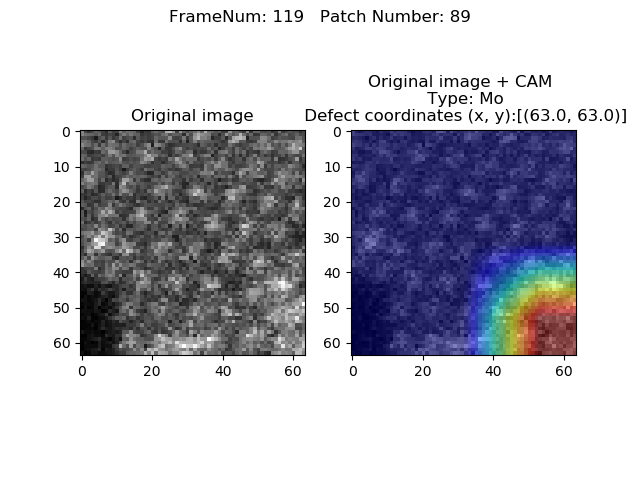 FrameNum: 119   Patch Number: 89
Original image
Original image + CAM
Type: Mo
Defect coordinates (x, y):[(63.0, 63.0)]
0
10
20
30
40
50
60
0 20 40 60
0
10
20
30
40
50
60
0 20 40 60